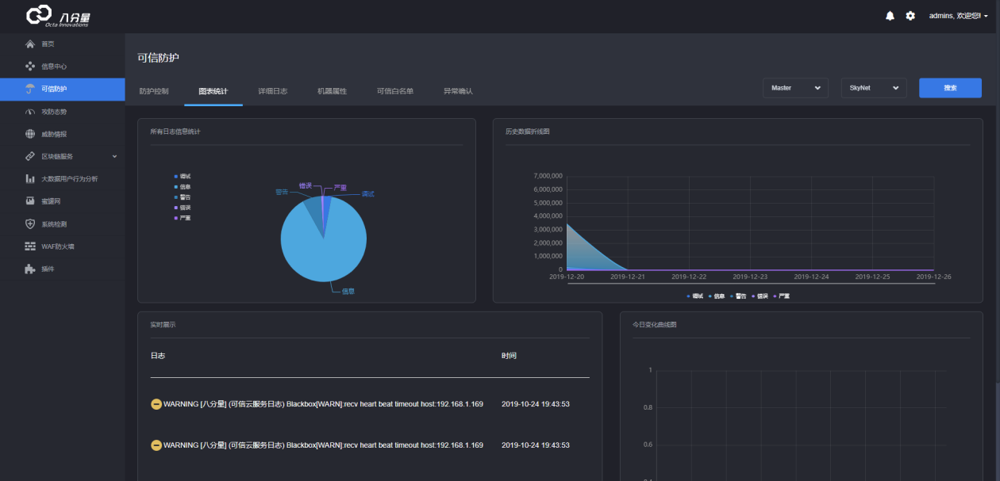 八分量
Octa Innovations
admins, 欢迎您!
首页
信息中心
可信防护
攻防态势
威胁情报
区块链服务
大数据用户行为分析
蜜罐网
系统检测
WAF防火墙
插件
可信防护
防护控制 图表统计 详细日志 机器属性 可信白名单 异常确认
Master SkyNet 搜索
所有日志信息统计
调试
信息
警告
错误
严重
警告 错误 严重 调试
信息
历史数据折线图
7,000,000
6,000,000
5,000,000
4,000,000
3,000,000
2,000,000
1,000,000
0
2019-12-20 2019-12-21 2019-12-22 2019-12-23 2019-12-24 2019-12-25 2019-12-26
调试 信息 警告 错误 严重
实时展示
日志 时间
WARNING [八分量] (可信云服务日志) Blackbox[WARN]:recv heart beat timeout host:192.168.1.169 2019-10-24 19:43:53
WARNING [八分量] (可信云服务日志) Blackbox[WARN]:recv heart beat timeout host:192.168.1.169 2019-10-24 19:43:53
今日变化曲线图
1
0.8
0.6
0.4